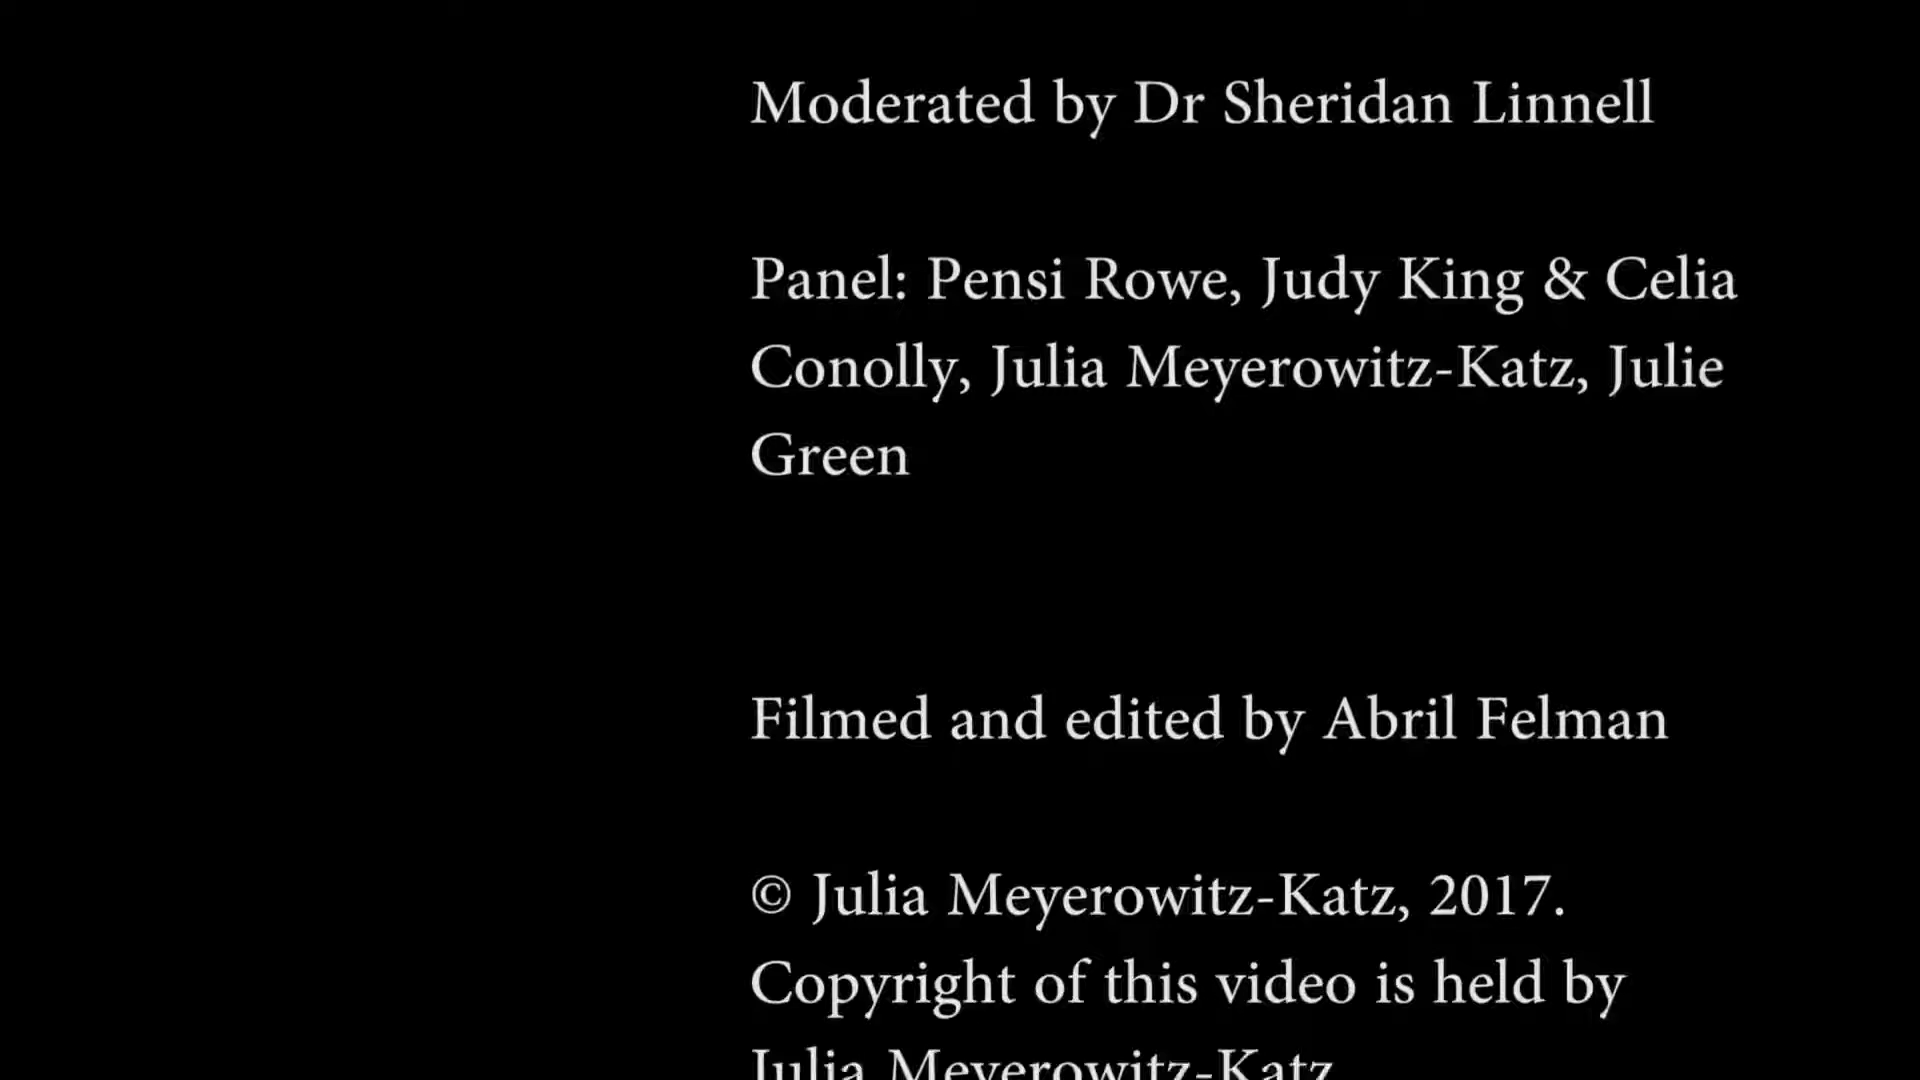 Moderated by Dr Sheridan Linnell
Panel: Pensi Rowe, Judy King & Celia
Conolly, Julia Meyerowitz-Katz, Julie
Green
Filmed and edited by Abril Felman
© Julia Meyerowitz-Katz, 2017.
Copyright of this video is held by
Julia Meyerowitz-Katz